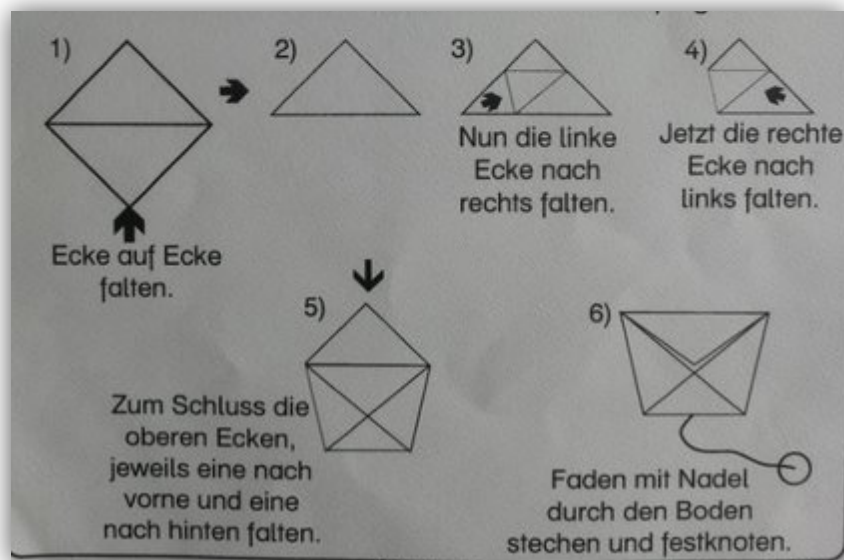 1)
Ecke auf Ecke
falten.
2)
3)
Nun die linke
Ecke nach
rechts falten.
4)
Jetzt die rechte
Ecke nach
links falten.
5)
Zum Schluss die
oberen Ecken,
jeweils eine nach
vorne und eine
nach hinten falten.
6)
Faden mit Nadel
durch den Boden
stechen und festknoten.